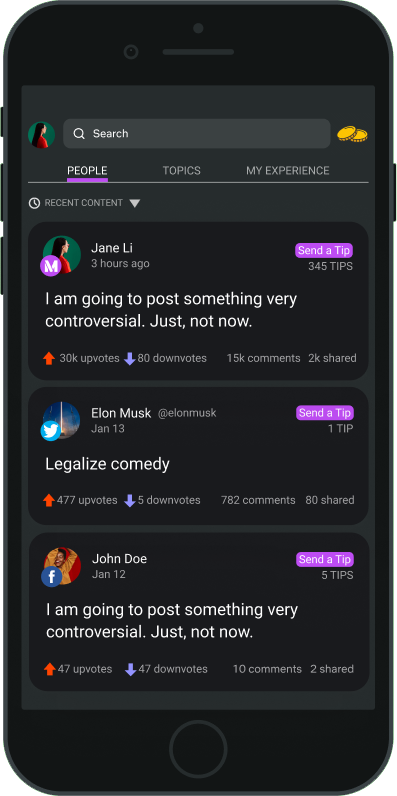 Search
PEOPLE TOPICS MY EXPERIENCE
RECENT CONTENT
Jane Li
Send a Tip
M
3 hours ago
345 TIPS
I am going to post something very
controversial. Just, not now.
30k upvotes 80 downvotes 15k comments 2k shared
Elon Musk @elonmusk
Send a Tip
Jan 13
1 TIP
Legalize comedy
477 upvotes 5 downvotes 782 comments 80 shared
John Doe
Send a Tip
f
Jan 12
5 TIPS
I am going to post something very
controversial. Just, not now.
47 upvotes 47 downvotes 10 comments 2 shared